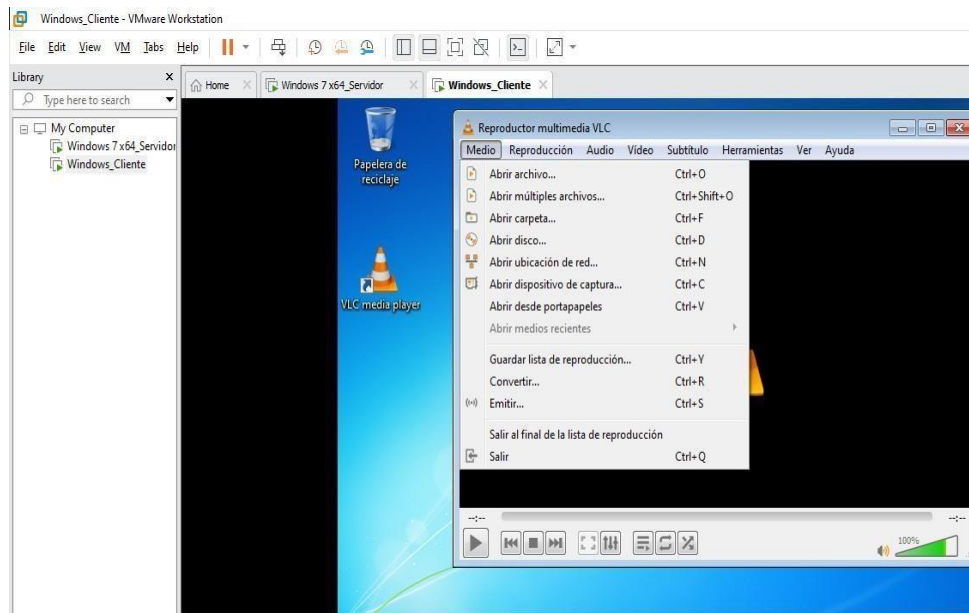 Windows_Cliente - VMware Workstation
File Edit View VM Tabs Help
Library
Type here to search
Home
Windows 7 x64_Servidor
Windows_Cliente
My Computer
Windows 7 x64_Servidor
Windows_Cliente
Papelera de
reciclaje
VLC media player
Reproductor multimedia VLC
Medio Reproducción Audio Vídeo Subtítulo Herramientas Ver Ayuda
Abrir archivo... Ctrl+O
Abrir múltiples archivos... Ctrl+Shift+O
Abrir carpeta... Ctrl+F
Abrir disco... Ctrl+D
Abrir ubicación de red... Ctrl+N
Abrir dispositivo de captura... Ctrl+C
Abrir desde portapapeles Ctrl+V
Abrir medios recientes
Guardar lista de reproducción... Ctrl+Y
Convertir... Ctrl+R
Emitir... Ctrl+S
Salir al final de la lista de reproducción
Salir Ctrl+Q
--:-- --:--
100%